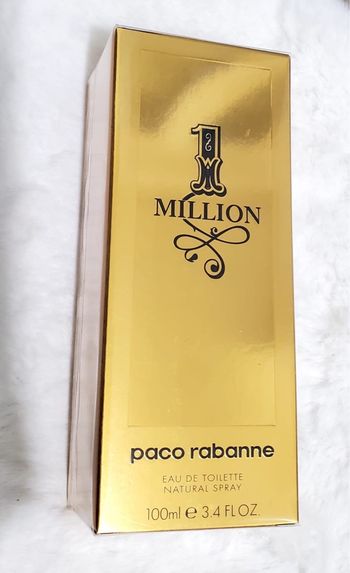 1
MILLION
paco rabanne
EAU DE TOILETTE
NATURAL SPRAY
100ml ℮ 3.4 FL.OZ.